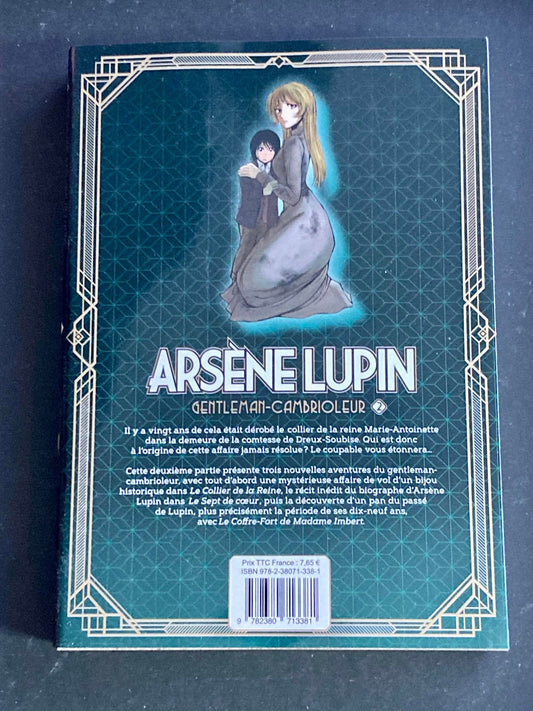 ARSÈNE LUPIN
GENTLEMAN-CAMBRIOLEUR 2
Il y a vingt ans de cela était dérobé le collier de la reine Marie-Antoinette
dans la demeure de la comtesse de Dreux-Soubise. Qui est donc
à l'origine de cette affaire jamais résolue ? Le coupable vous étonnera...
Cette deuxième partie présente trois nouvelles aventures du gentleman-
cambrioleur, avec tout d'abord une mystérieuse affaire de vol d'un bijou
historique dans Le Collier de la Reine, le récit inédit du biographe d'Arsène
Lupin dans Le Sept de cœur, puis la découverte d'un pan du passé
de Lupin, plus précisément la période de ses dix-neuf ans,
avec Le Coffre-Fort de Madame Imbert.
Prix TTC France : 7,65 €
ISBN 978-2-38071-338-1
9 782380 713381